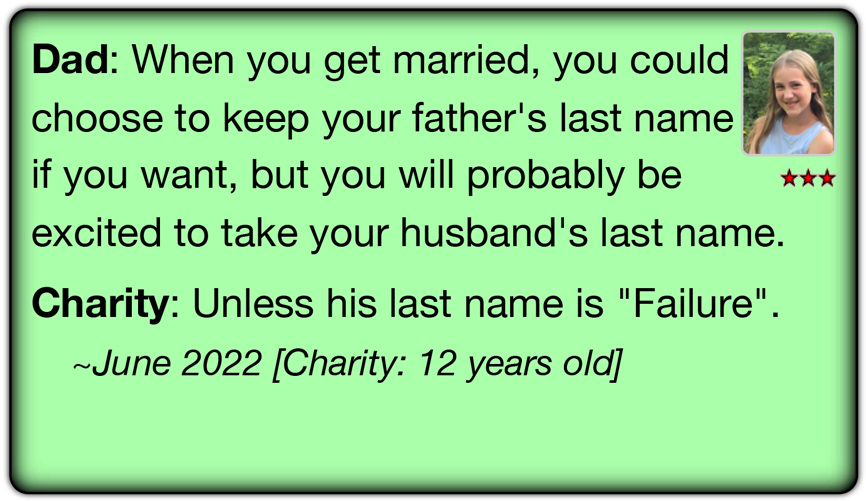 Dad: When you get married, you could
choose to keep your father's last name
if you want, but you will probably be
excited to take your husband's last name.
Charity: Unless his last name is "Failure".
~June 2022 [Charity: 12 years old]